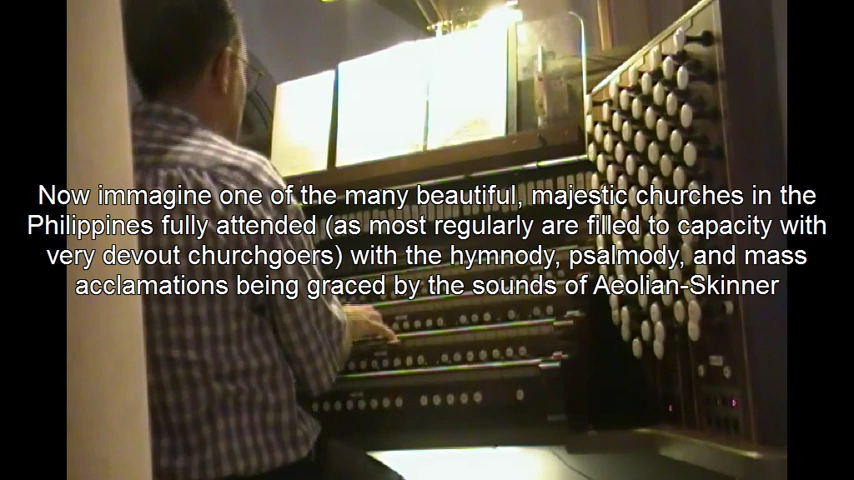 Now immagine one of the many beautiful, majestic churches in the
Philippines fully attended (as most regularly are filled to capacity with
very devout churchgoers) with the hymnody, psalmody, and mass
acclamations being graced by the sounds of Aeolian-Skinner